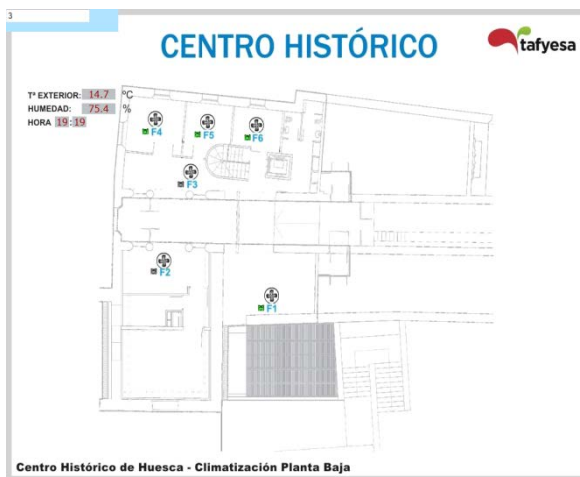 3
CENTRO HISTÓRICO
tafyesa
Tª EXTERIOR: 14.7 ºC
HUMEDAD: 75.4 %
HORA 19:19
F4
F5
F6
F3
F2
F1
Centro Histórico de Huesca - Climatización Planta Baja